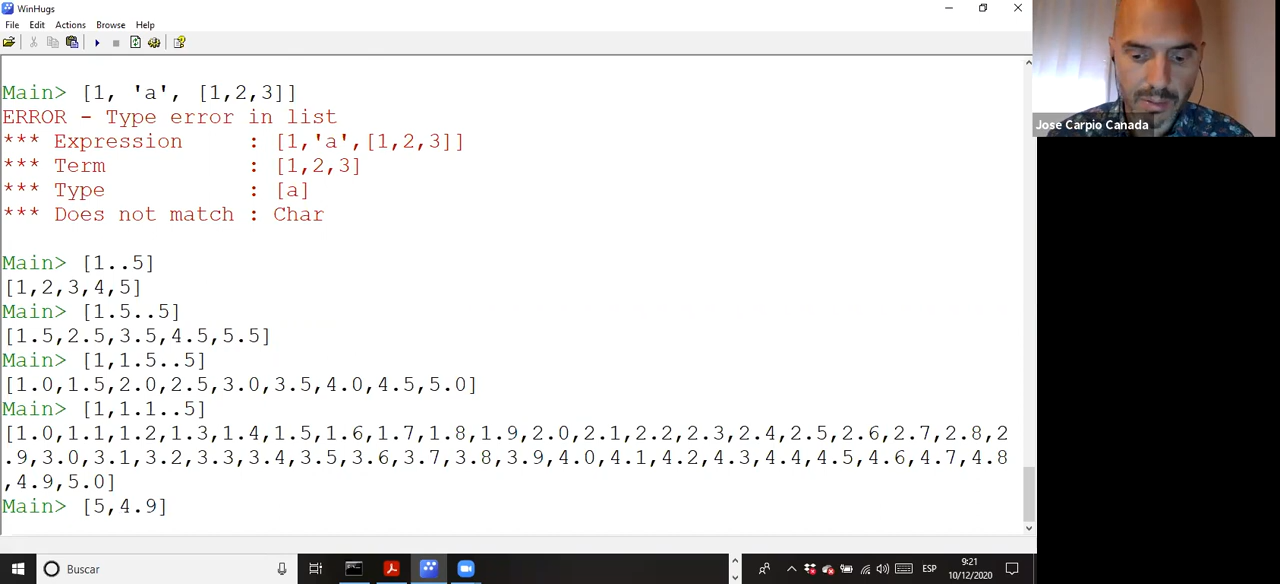 WinHugs
File Edit Actions Browse Help
Main> [1, 'a', [1,2,3]]
ERROR - Type error in list
*** Expression : [1,'a',[1,2,3]]
*** Term : [1,2,3]
*** Type : [a]
*** Does not match : Char
Main> [1..5]
[1,2,3,4,5]
Main> [1.5..5]
[1.5,2.5,3.5,4.5,5.5]
Main> [1,1.5..5]
[1.0,1.5,2.0,2.5,3.0,3.5,4.0,4.5,5.0]
Main> [1,1.1..5]
[1.0,1.1,1.2,1.3,1.4,1.5,1.6,1.7,1.8,1.9,2.0,2.1,2.2,2.3,2.4,2.5,2.6,2.7,2.8,2
.9,3.0,3.1,3.2,3.3,3.4,3.5,3.6,3.7,3.8,3.9,4.0,4.1,4.2,4.3,4.4,4.5,4.6,4.7,4.8
,4.9,5.0]
Main> [5,4.9]
Jose Carpio Canada
Buscar
ESP
9:21
10/12/2020